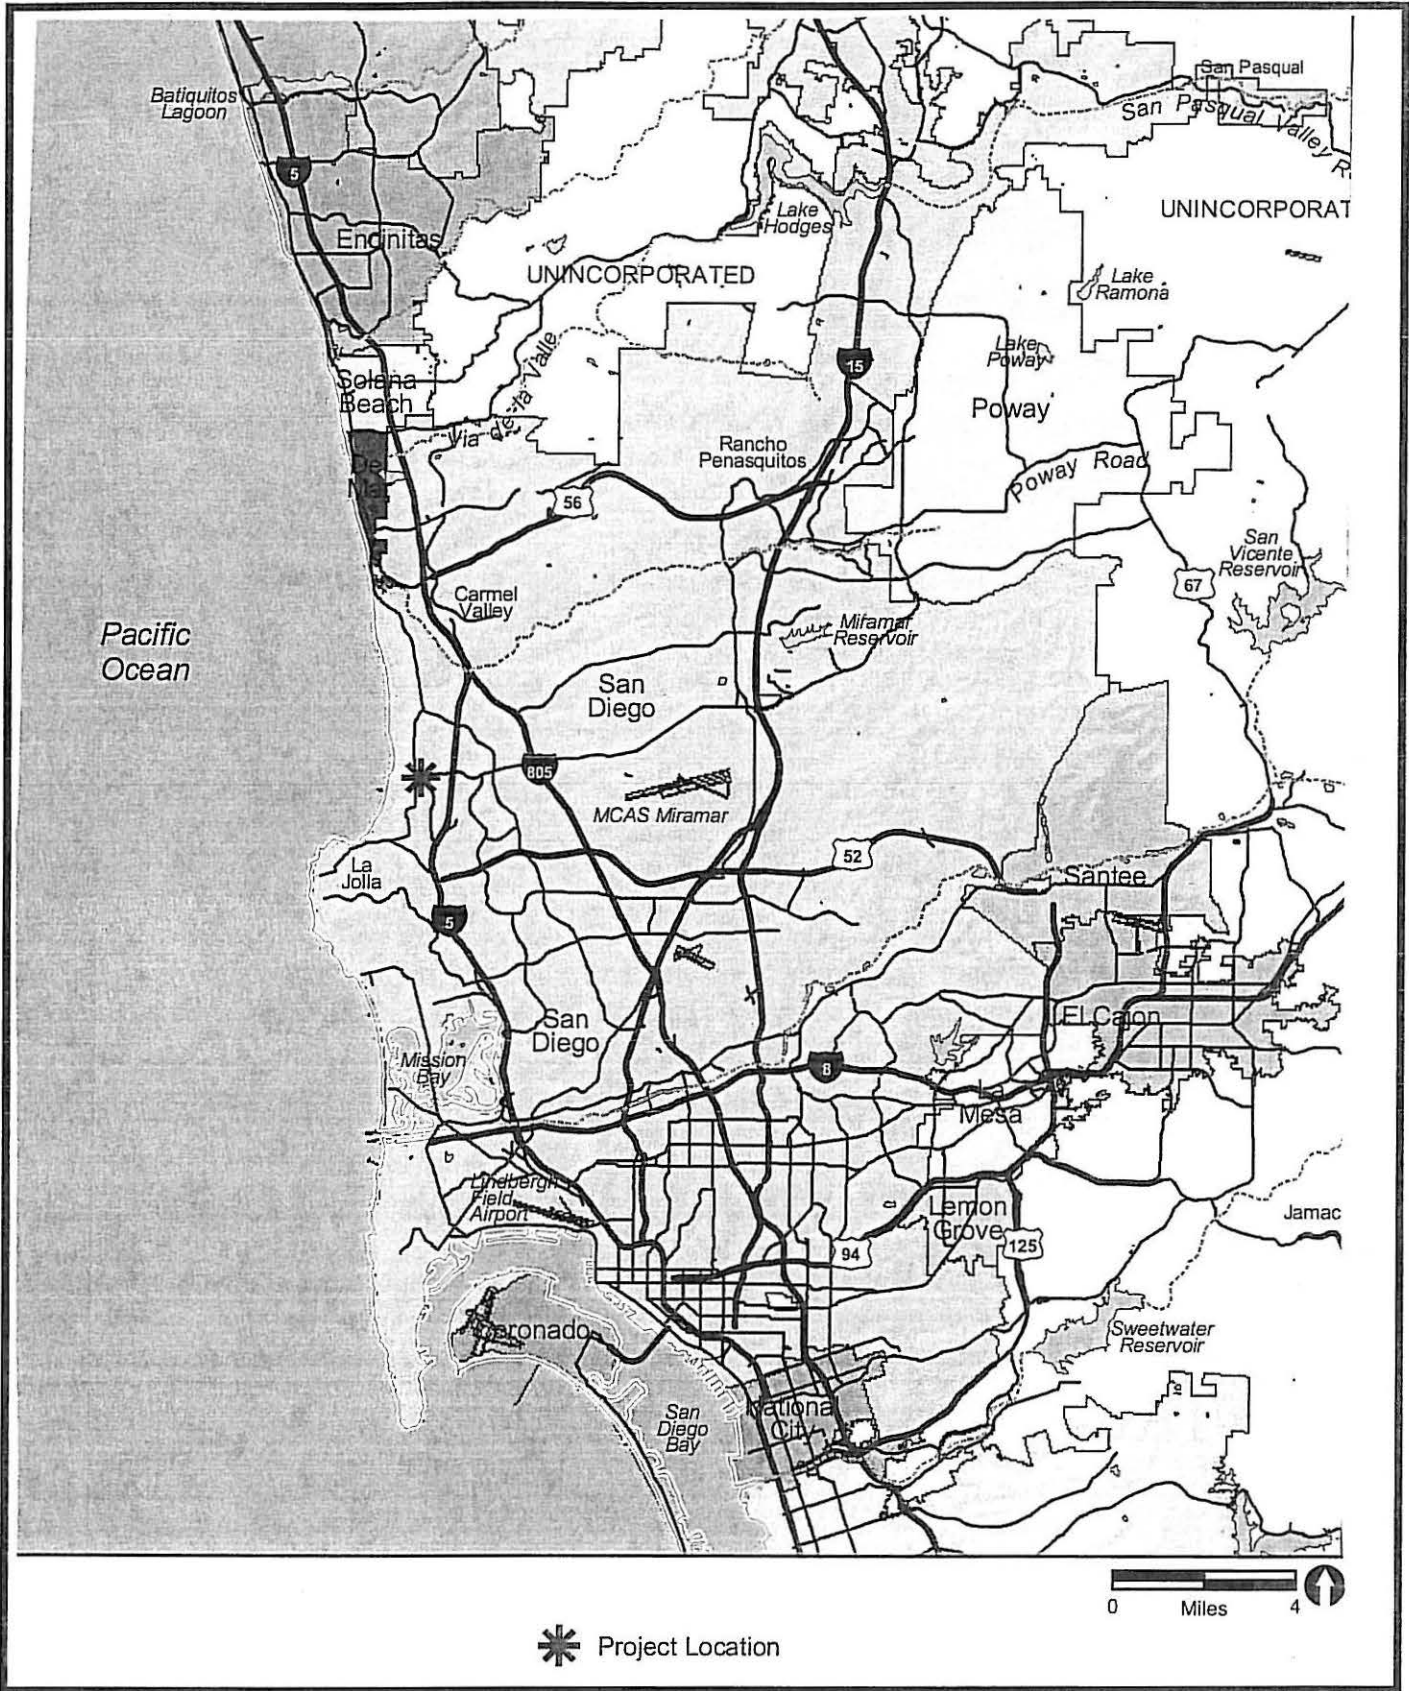 San Pasqual
Batiquitos
Lagoon
San Pasqual Valley R
5
Lake
Hodges
UNINCORPORAT
Encinitas
UNINCORPORATED
Lake
Ramona
Lake
Poway
15
Solana
Beach
Via de la Valle
Poway
Rancho
Penasquitos
Poway Road
Del
Mar
56
San
Vicente
Reservoir
67
Carmel
Valley
Miramar
Reservoir
Pacific
Ocean
San
Diego
805
MCAS Miramar
52
La
Jolla
Santee
5
San
Diego
El Cajon
Mission
Bay
8
La
Mesa
Lindbergh
Field
Airport
Lemon
Grove
Jamac
94
125
Coronado
Sweetwater
Reservoir
San
Diego
Bay
National
City
0 Miles 4
Project Location